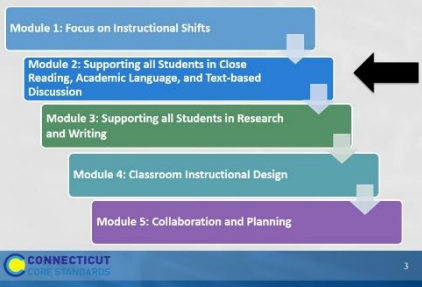 Module 1: Focus on Instructional Shifts
Module 2: Supporting all Students in Close
Reading, Academic Language, and Text-based
Discussion
Module 3: Supporting all Students in Research
and Writing
Module 4: Classroom Instructional Design
Module 5: Collaboration and Planning
CONNECTICUT
CORE STANDARDS
3